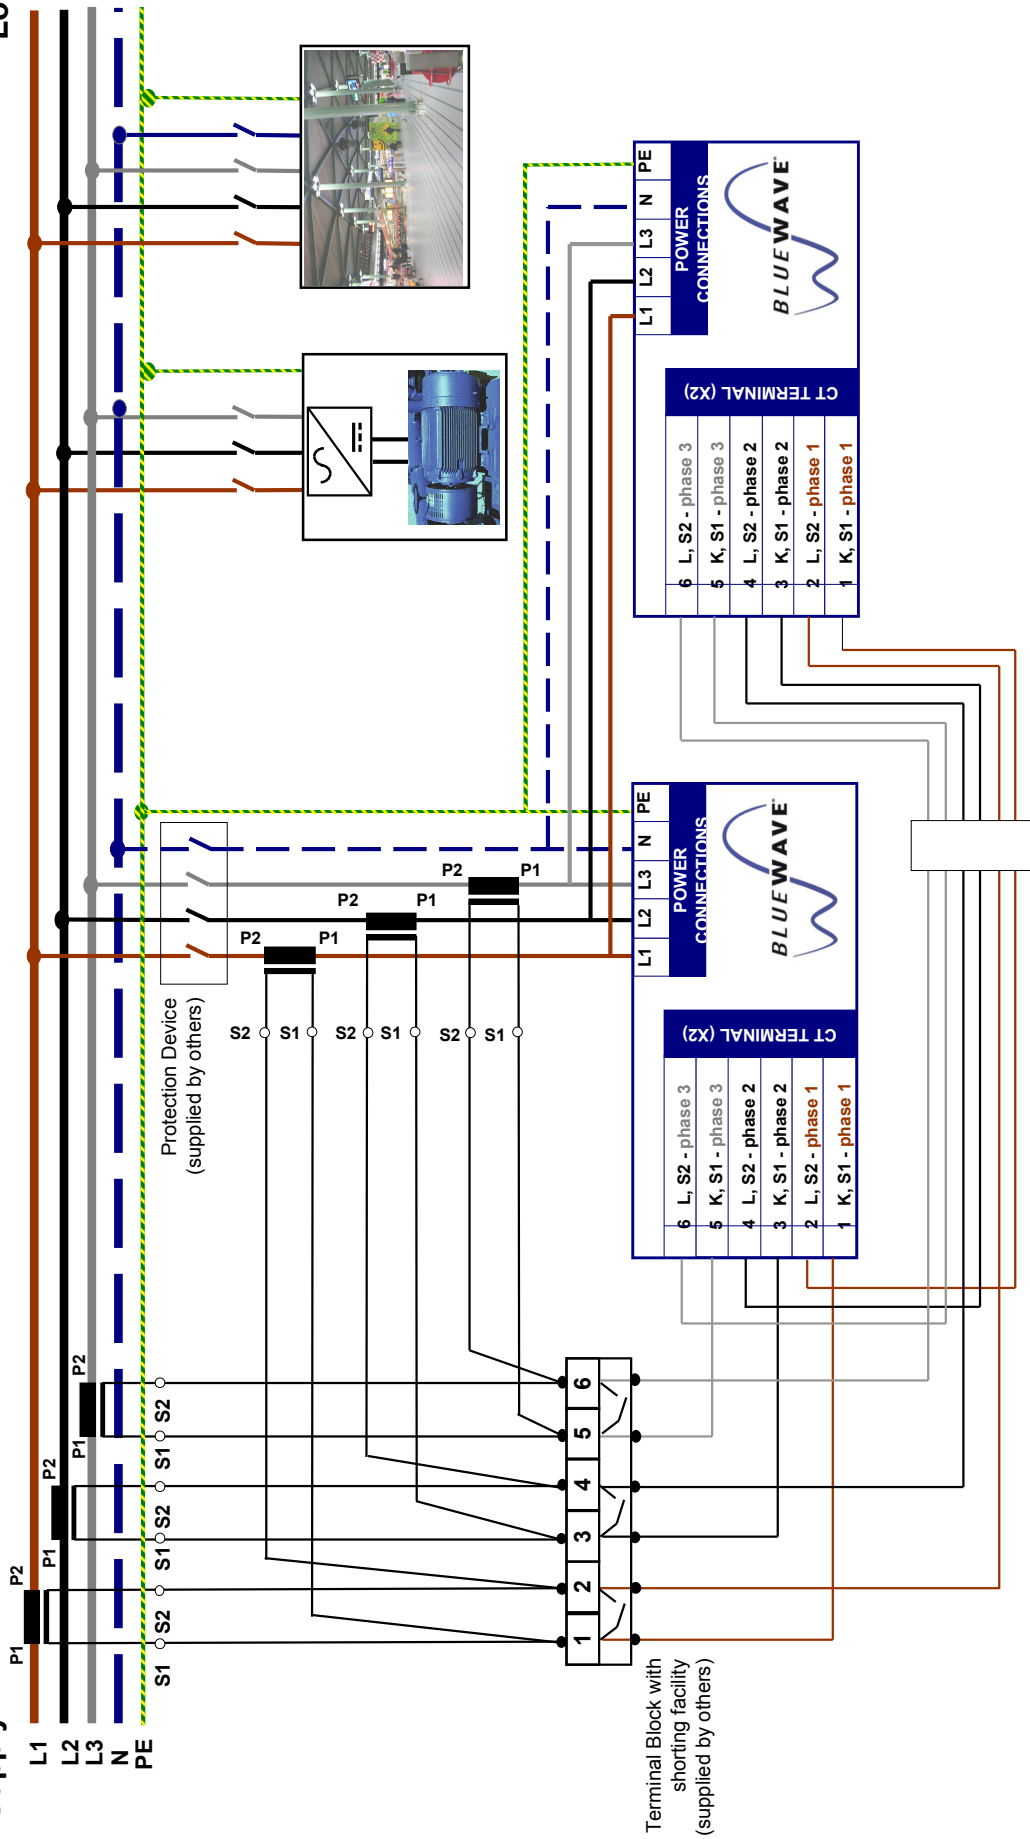 P1 P2
L1
P1 P2
L2
P1 P2
L3
N
PE
S1 S2 S1 S2 S1 S2
Protection Device
(supplied by others)
P2 P1
S2 S1
P2 P1
S2 S1
P2 P1
S2 S1
1 2 3 4 5 6
Terminal Block with
shorting facility
(supplied by others)
L1 L2 L3 N PE
POWER
CONNECTIONS
BLUEWAVE
CT TERMINAL (X2)
6 L, S2 - phase 3
5 K, S1 - phase 3
4 L, S2 - phase 2
3 K, S1 - phase 2
2 L, S2 - phase 1
1 K, S1 - phase 1
L1 L2 L3 N PE
POWER
CONNECTIONS
BLUEWAVE
CT TERMINAL (X2)
6 L, S2 - phase 3
5 K, S1 - phase 3
4 L, S2 - phase 2
3 K, S1 - phase 2
2 L, S2 - phase 1
1 K, S1 - phase 1